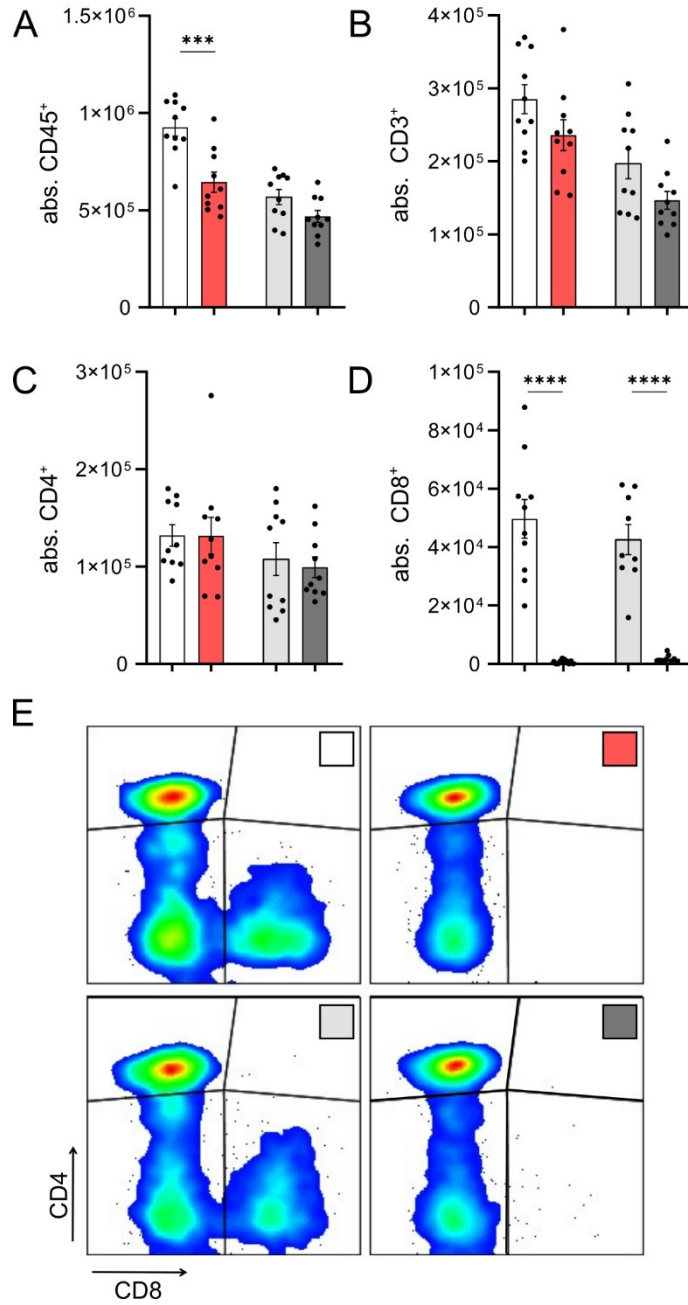 A
abs. CD45⁺
1.5×10⁶
1×10⁶
5×10⁵
0
***
B
abs. CD3⁺
4×10⁵
3×10⁵
2×10⁵
1×10⁵
0
C
abs. CD4⁺
3×10⁵
2×10⁵
1×10⁵
0
D
abs. CD8⁺
1×10⁵
8×10⁴
6×10⁴
4×10⁴
2×10⁴
0
****
****
E
CD4
CD8